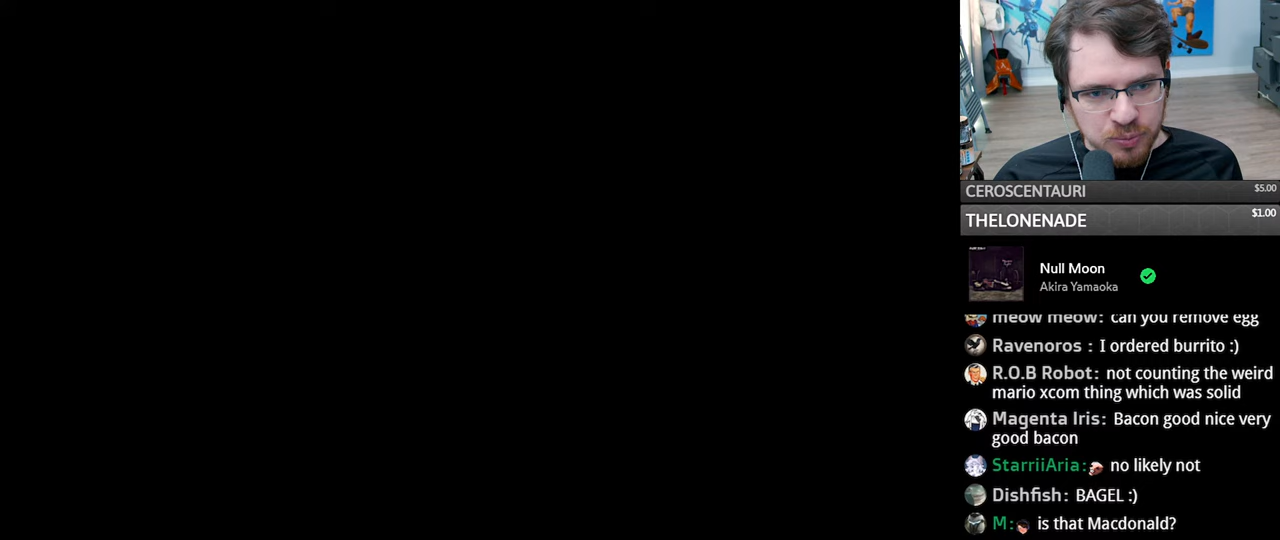 CEROSCENTAURI $5.00
THELONENADE $1.00
Null Moon
Akira Yamaoka
meow meow: can you remove egg
Ravenoros : I ordered burrito :)
R.O.B Robot: not counting the weird
mario xcom thing which was solid
Magenta Iris: Bacon good nice very
good bacon
StarriiAria: no likely not
Dishfish: BAGEL :)
M: is that Macdonald?